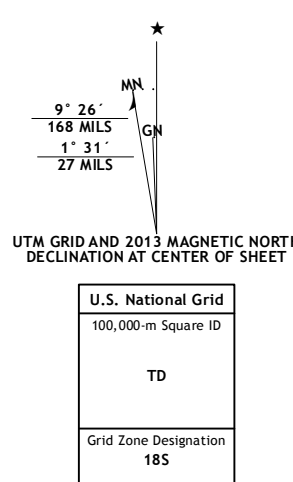 ★
MN
9° 26´
168 MILS
GN
1° 31´
27 MILS
UTM GRID AND 2013 MAGNETIC NORT
DECLINATION AT CENTER OF SHEET
U.S. National Grid
100,000-m Square ID
TD
Grid Zone Designation
18S